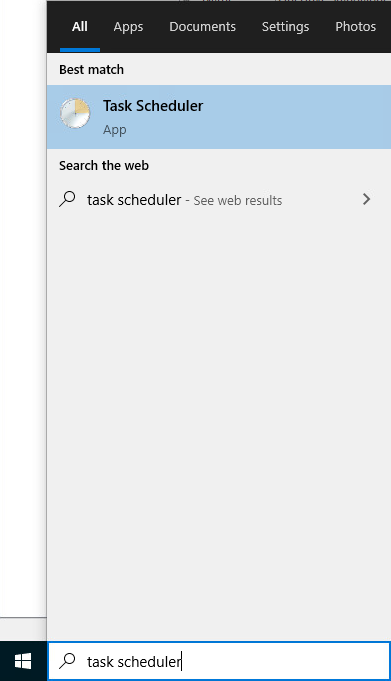 All Apps Documents Settings Photos
Best match
Task Scheduler
App
Search the web
task scheduler - See web results
task scheduler